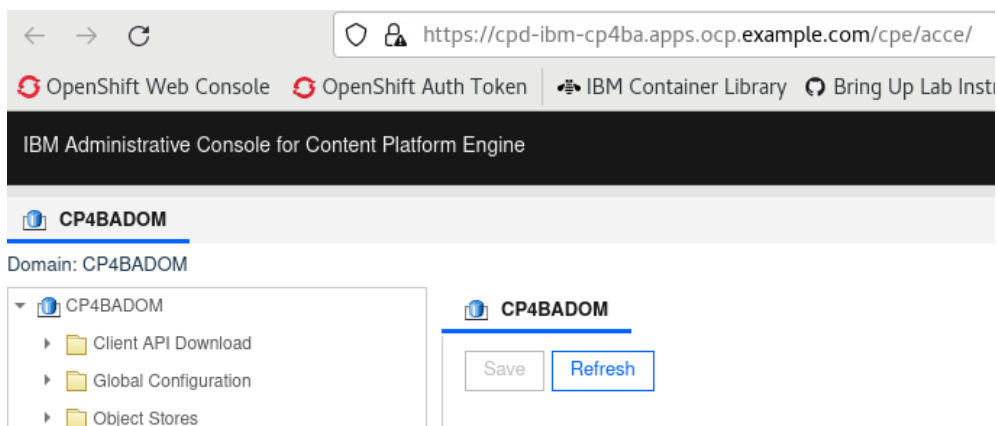 https://cpd-ibm-cp4ba.apps.ocp.example.com/cpe/acce/
OpenShift Web Console OpenShift Auth Token IBM Container Library Bring Up Lab Inst
IBM Administrative Console for Content Platform Engine
CP4BADOM
Domain: CP4BADOM
CP4BADOM
Client API Download
Global Configuration
Object Stores
CP4BADOM
Save Refresh